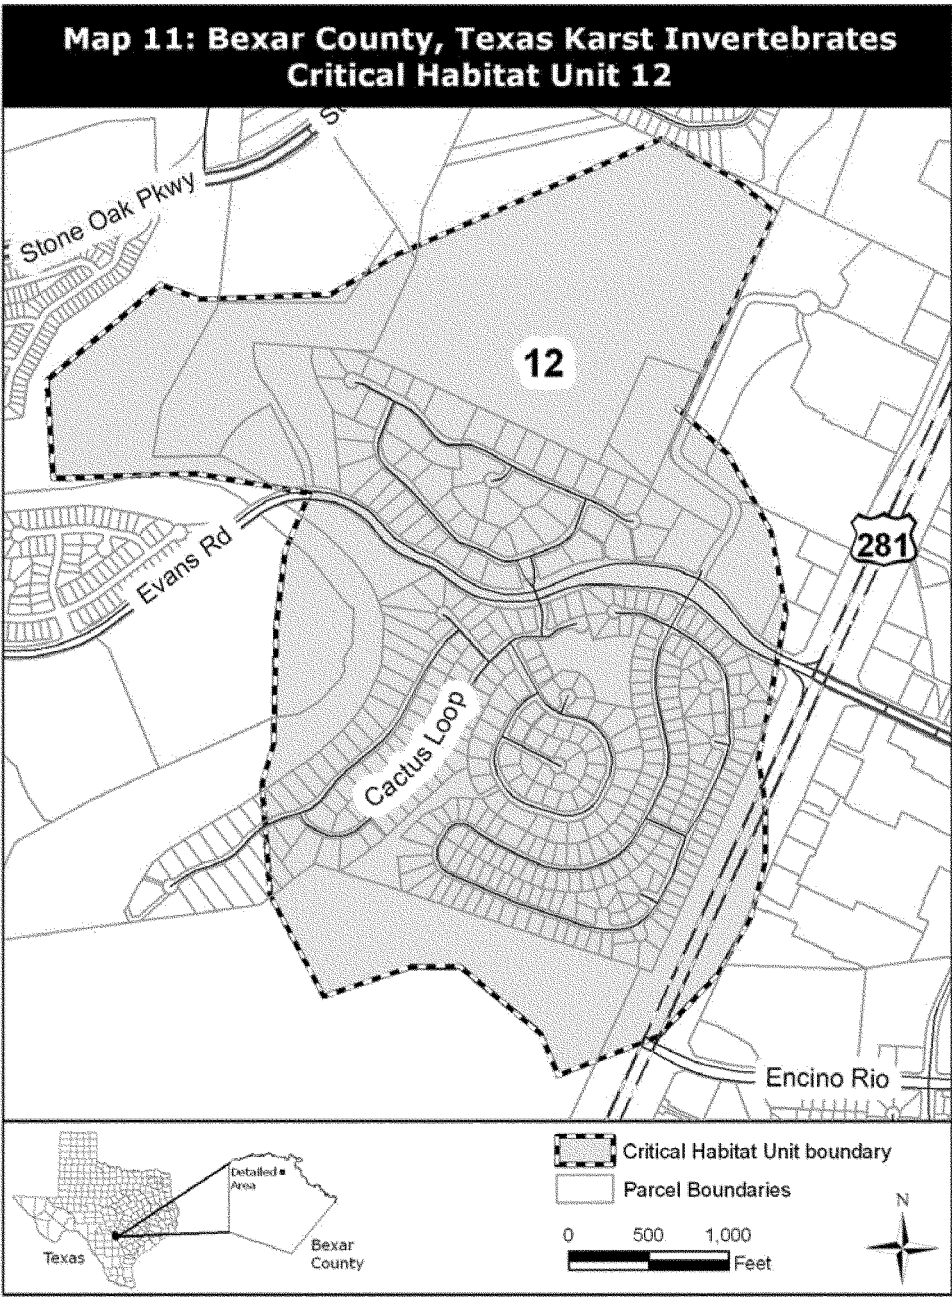 Map 11: Bexar County, Texas Karst Invertebrates
Critical Habitat Unit 12
Stone Oak Pkwy
12
281
Evans Rd
Cactus Loop
Encino Rio
Critical Habitat Unit boundary
Parcel Boundaries
0 500 1,000
Feet
N
Detailed
Area
Texas
Bexar
County